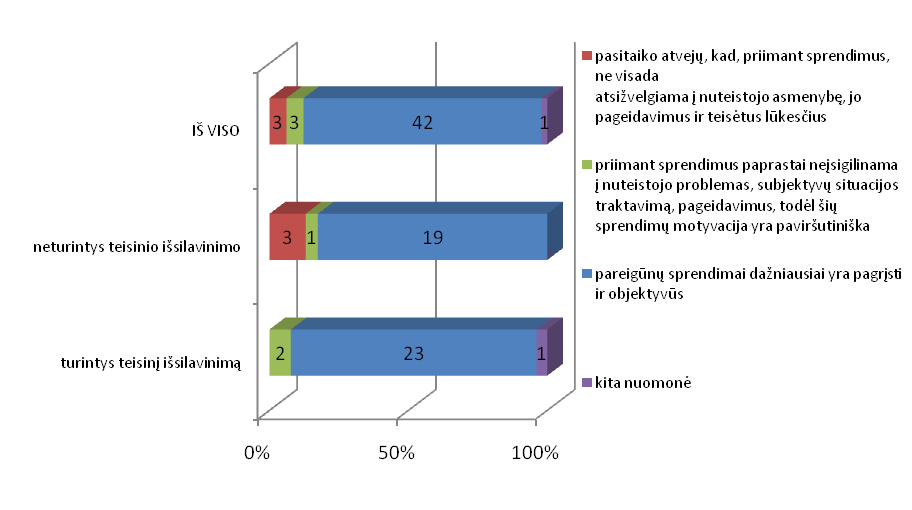 IŠ VISO
3 3 42 1
neturintys teisinio išsilavinimo
3 1 19
turintys teisinį išsilavinimą
2 23 1
0% 50% 100%
pasitaiko atvejų, kad, priimant sprendimus,
ne visada
atsižvelgiama į nuteistojo asmenybę, jo
pageidavimus ir teisėtus lūkesčius
priimant sprendimus paprastai neįsigilinama
į nuteistojo problemas, subjektyvų situacijos
traktavimą, pageidavimus, todėl šių
sprendimų motyvacija yra paviršutiniška
pareigūnų sprendimai dažniausiai yra pagrįsti
ir objektyvūs
kita nuomonė